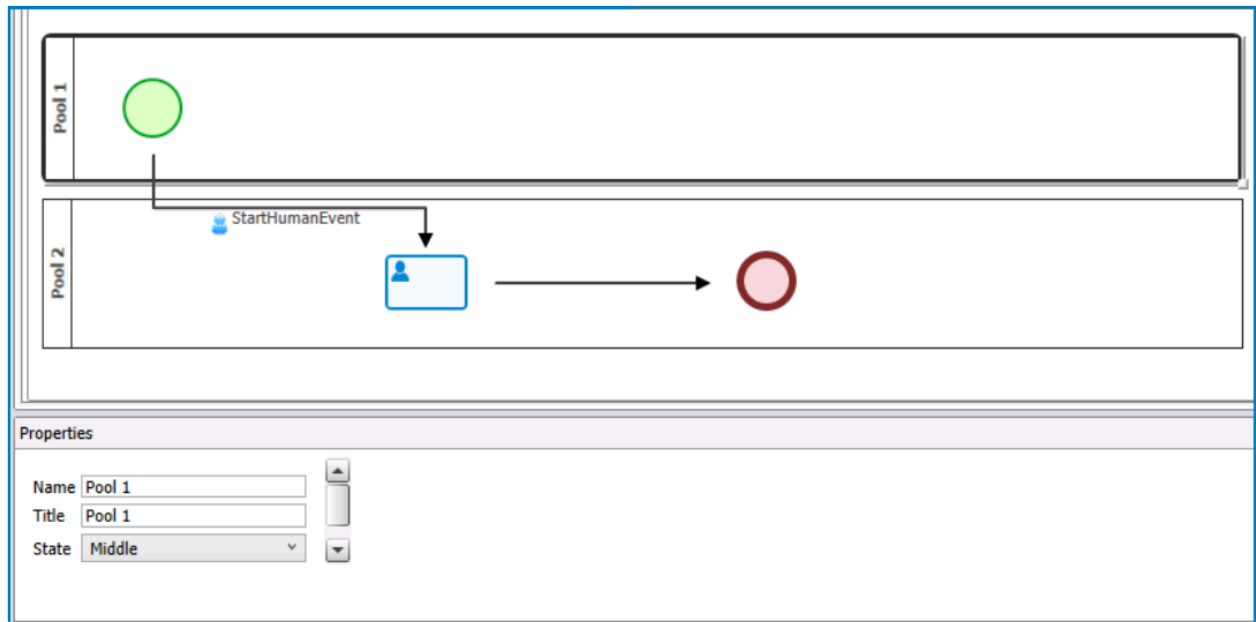 Pool 1
StartHumanEvent
Pool 2
Properties
Name Pool 1
Title Pool 1
State Middle